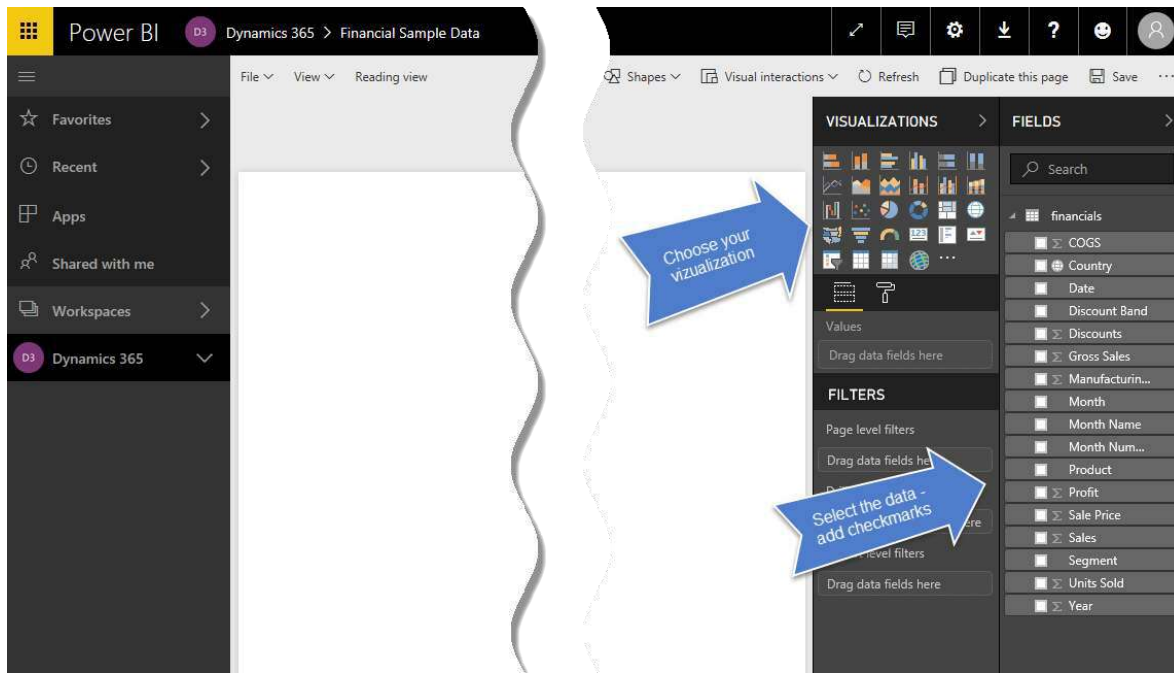 Power BI
D3
Dynamics 365 > Financial Sample Data
?
File
View
Reading view
Shapes
Visual interactions
Refresh
Duplicate this page
Save
...
Favorites
Recent
Apps
Shared with me
Workspaces
D3 Dynamics 365
Choose your
vizualization
VISUALIZATIONS
123
...
Values
Drag data fields here
FILTERS
Page level filters
Drag data fields he
Select the data -
add checkmarks
ere
level filters
Drag data fields here
FIELDS
Search
financials
Σ COGS
Country
Date
Discount Band
Σ Discounts
Σ Gross Sales
Σ Manufacturin...
Month
Month Name
Month Num...
Product
Σ Profit
Σ Sale Price
Σ Sales
Segment
Σ Units Sold
Σ Year